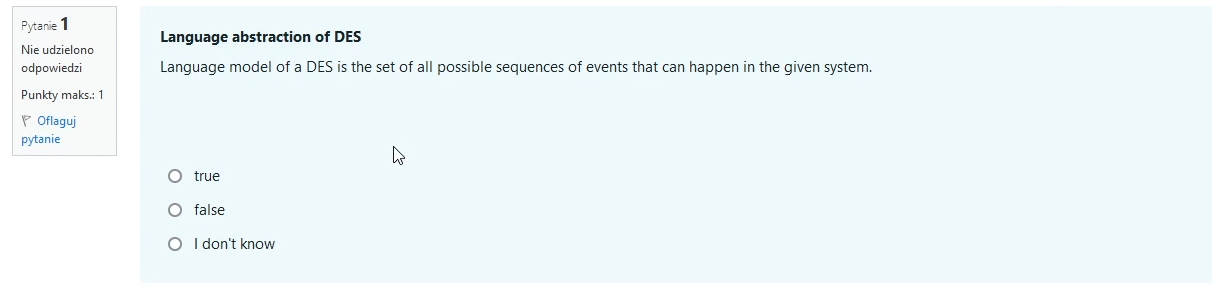 Pytanie 1
Nie udzielono
odpowiedzi
Punkty maks.: 1
Oflaguj
pytanie
Language abstraction of DES
Language model of a DES is the set of all possible sequences of events that can happen in the given system.
true
false
I don't know